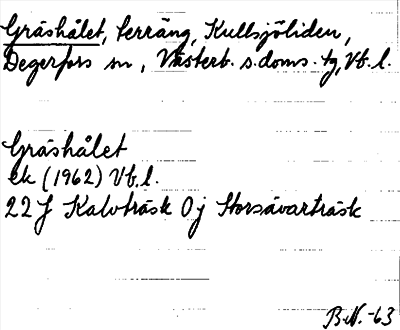 Gräshålet, terräng, Kullsjöliden,
Degerfors sn, Västerb. s. doms. tg, Vb. l.
Gräshålet
ek (1962) Vb. l.
22 J Kalvträsk 0 j Storsävarträsk
B.N. -63